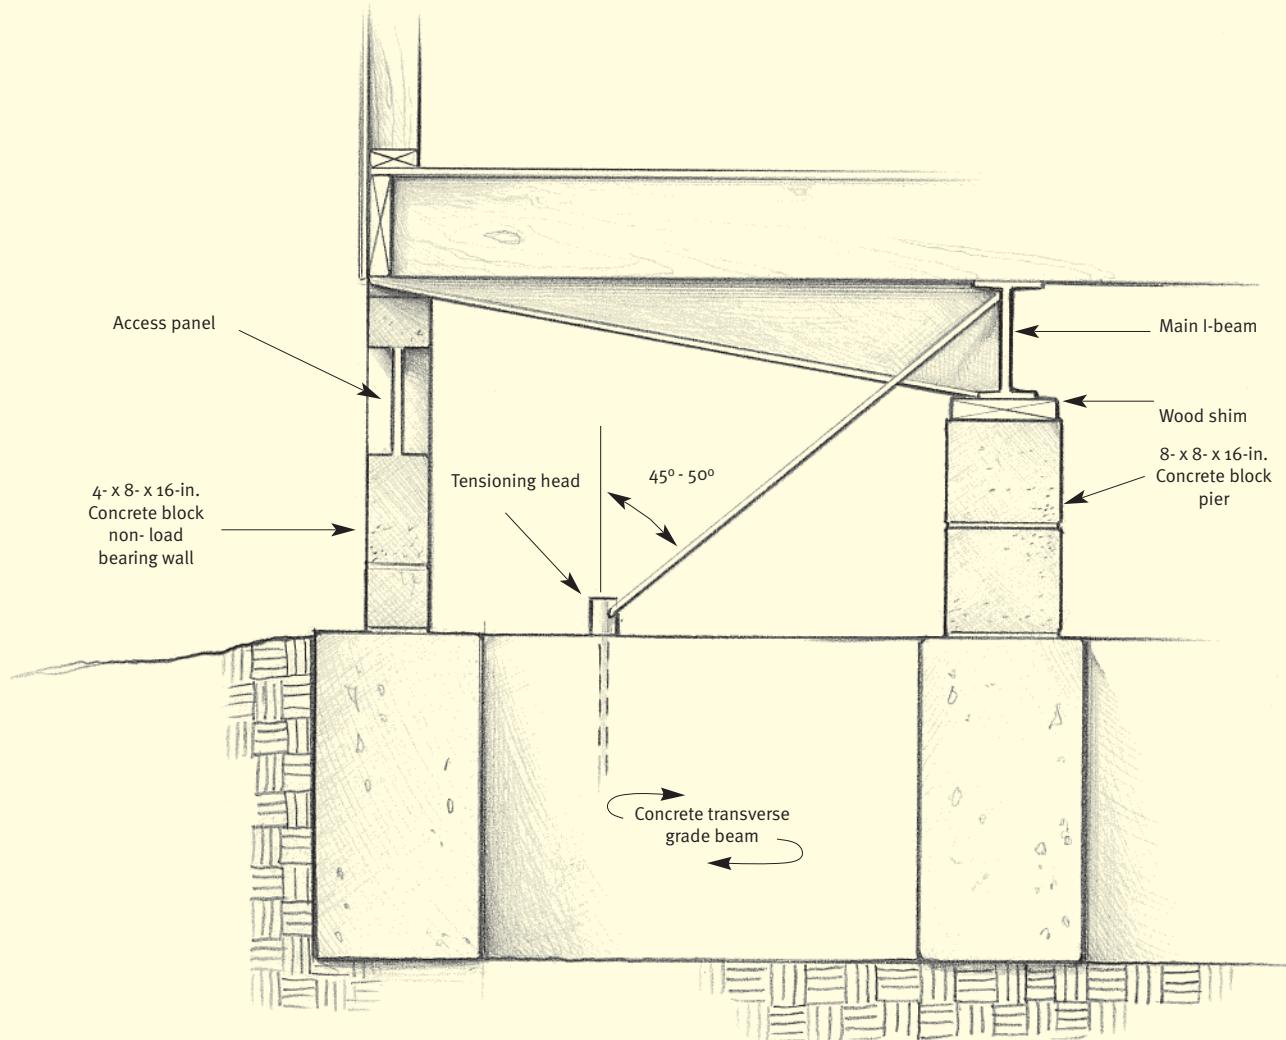 Access panel
Main I-beam
Wood shim
8- x 8- x 16-in.
Concrete block
pier
Tensioning head
45º - 50º
4- x 8- x 16-in.
Concrete block
non- load
bearing wall
Concrete transverse
grade beam